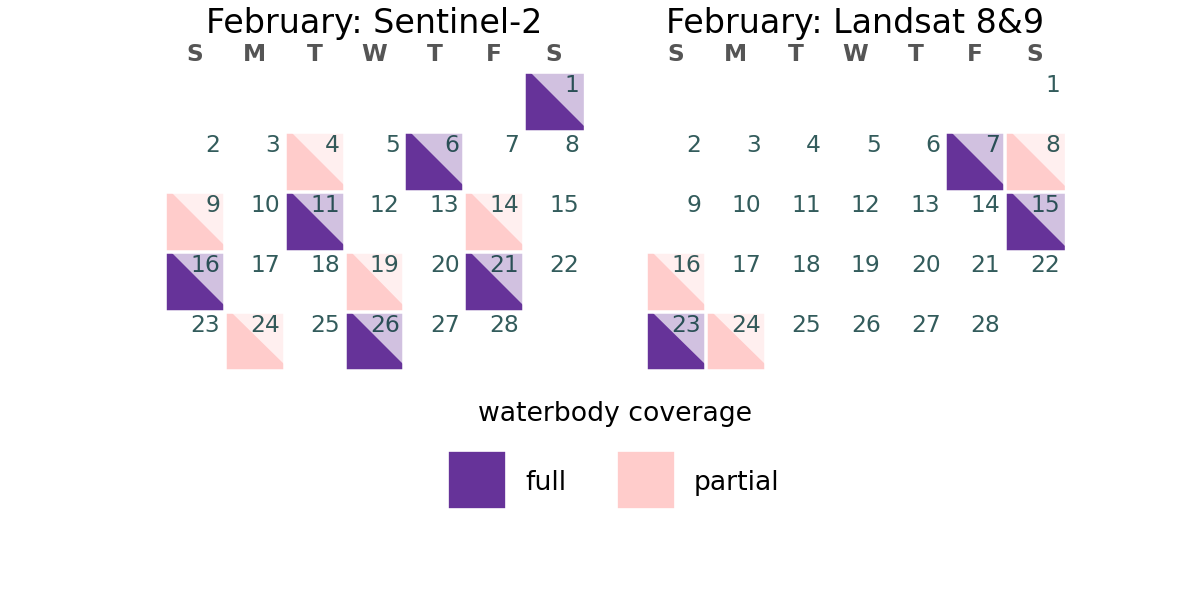 February: Sentinel-2
S M T W T F S
1
2 3 4 5 6 7 8
9 10 11 12 13 14 15
16 17 18 19 20 21 22
23 24 25 26 27 28
February: Landsat 8&9
S M T W T F S
1
2 3 4 5 6 7 8
9 10 11 12 13 14 15
16 17 18 19 20 21 22
23 24 25 26 27 28
waterbody coverage
full partial